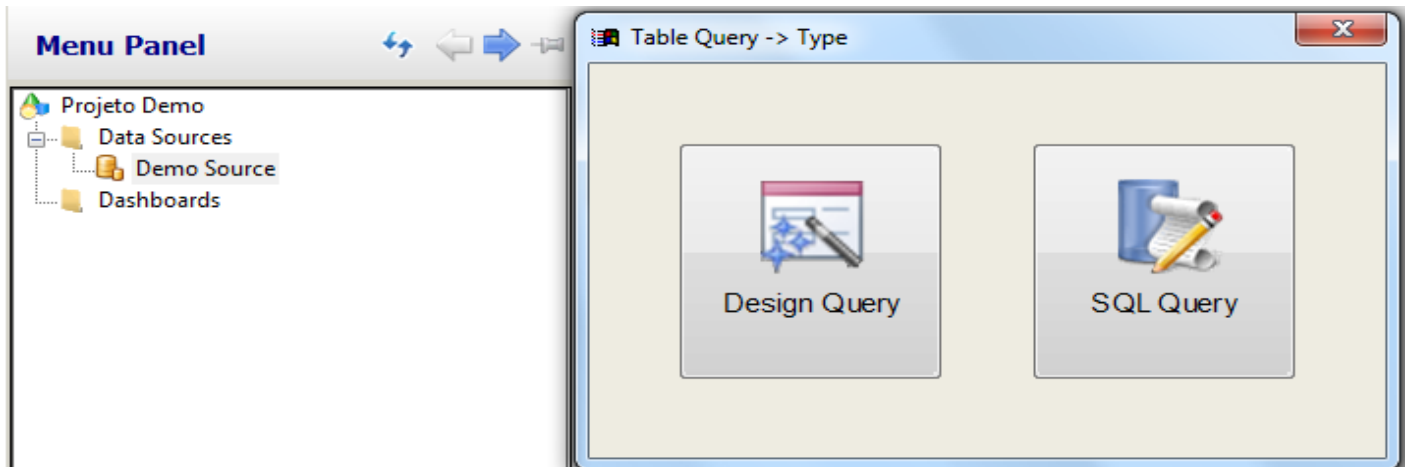 Menu Panel
Projeto Demo
Data Sources
Demo Source
Dashboards
Table Query -> Type
Design Query
SQL Query